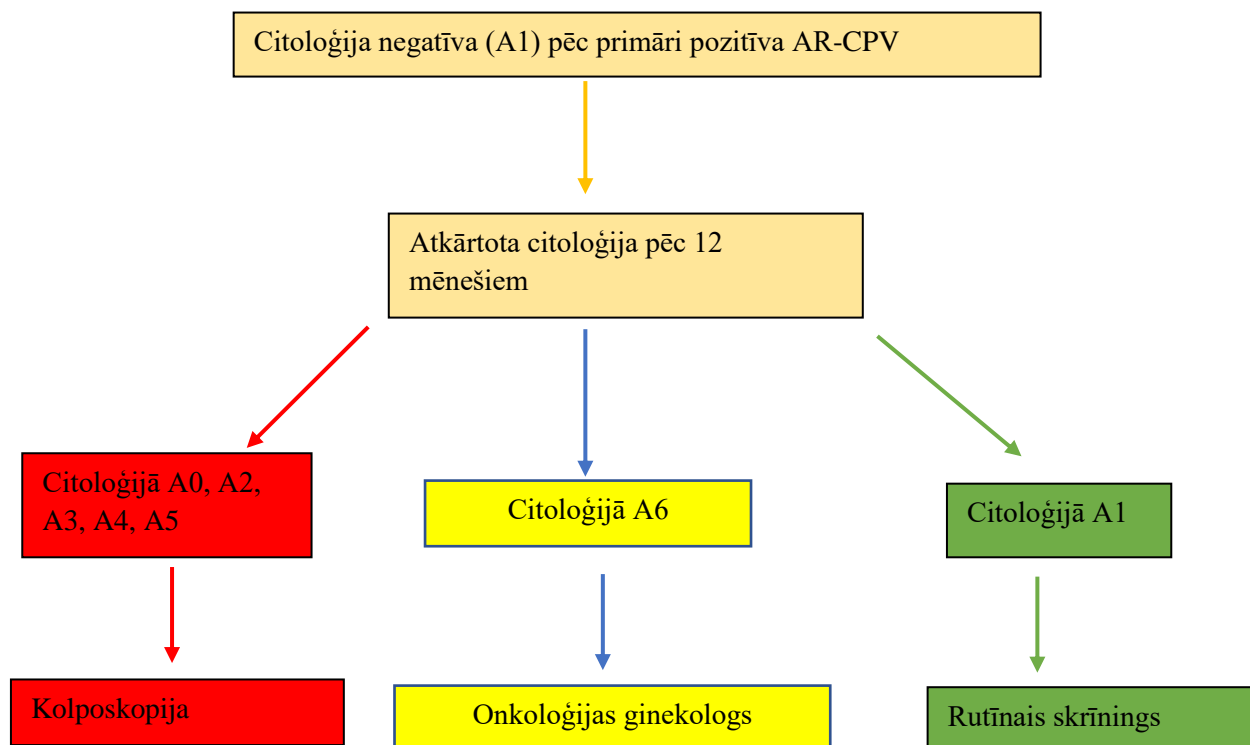 Citoloģija negatīva (A1) pēc primāri pozitīva AR-CPV
Atkārtota citoloģija pēc 12
mēnešiem
Citoloģijā A0, A2,
A3, A4, A5
Citoloģijā A6
Citoloģijā A1
Kolposkopija
Onkoloģijas ginekologs
Rutīnais skrīnings